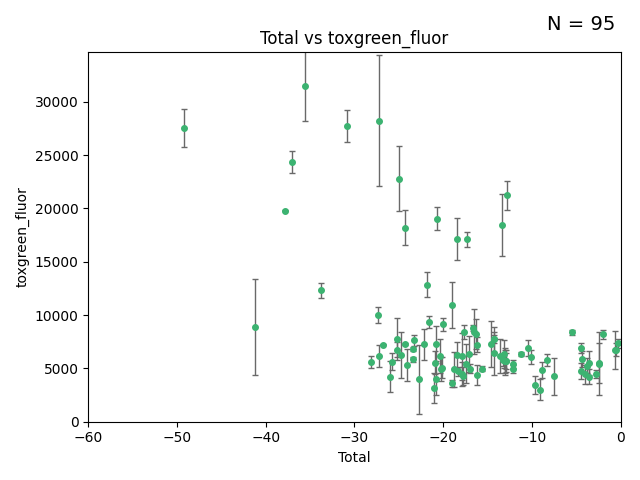 N = 95
Total vs toxgreen_fluor
30000
25000
20000
15000
10000
5000
0
toxgreen_fluor
−60 −50 −40 −30 −20 −10 0
Total